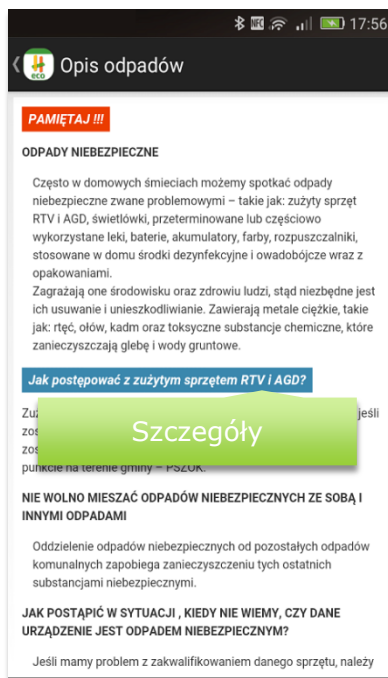 NFC 17:56
eco Opis odpadów
PAMIĘTAJ !!!
ODPADY NIEBEZPIECZNE
Często w domowych śmieciach możemy spotkać odpady
niebezpieczne zwane problemowymi – takie jak: zużyty sprzęt
RTV i AGD, świetlówki, przeterminowane lub częściowo
wykorzystane leki, baterie, akumulatory, farby, rozpuszczalniki,
stosowane w domu środki dezynfekcyjne i owadobójcze wraz z
opakowaniami.
Zagrażają one środowisku oraz zdrowiu ludzi, stąd niezbędne jest
ich usuwanie i unieszkodliwianie. Zawierają metale ciężkie, takie
jak: rtęć, ołów, kadm oraz toksyczne substancje chemiczne, które
zanieczyszczają glebę i wody gruntowe.
Jak postępować z zużytym sprzętem RTV i AGD?
jeśli
Szczegóły
punkcie na terenie gminy – PSZOK.
NIE WOLNO MIESZAĆ ODPADÓW NIEBEZPIECZNYCH ZE SOBĄ I
INNYMI ODPADAMI
Oddzielenie odpadów niebezpiecznych od pozostałych odpadów
komunalnych zapobiega zanieczyszczeniu tych ostatnich
substancjami niebezpiecznymi.
JAK POSTĄPIĆ W SYTUACJI , KIEDY NIE WIEMY, CZY DANE
URZĄDZENIE JEST ODPADEM NIEBEZPIECZNYM?
Jeśli mamy problem z zakwalifikowaniem danego sprzętu, należy